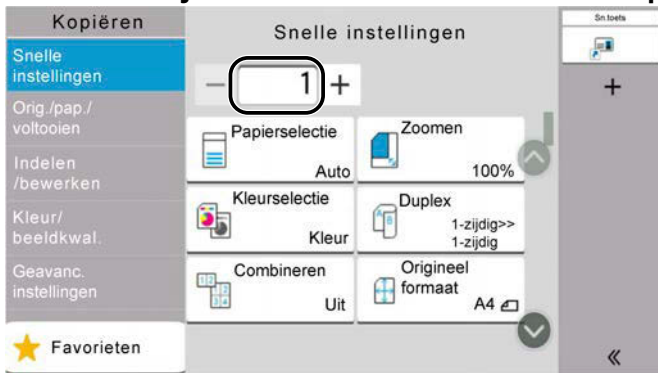 Kopiëren
Snelle instellingen
Sn.toets
Snelle
instellingen
Orig./pap./
voltooien
Indelen
/bewerken
Kleur/
beeldkwal.
Geavanc.
instellingen
Favorieten
− 1 +
Papierselectie
Auto
Zoomen
100%
Kleurselectie
Kleur
Duplex
1-zijdig>>
1-zijdig
Combineren
Uit
Origineel
formaat
A4
+
«